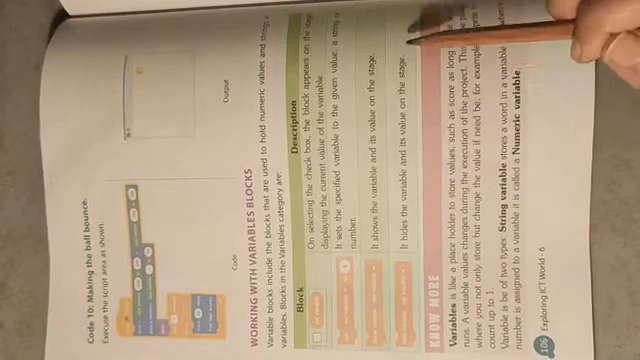 Code 10: Making the ball bounce.
Execute the script area as shown.
Code
Output
WORKING WITH VARIABLES BLOCKS
Variable blocks include the blocks that are used to hold numeric values and strings
variables. Blocks in the Variables category are:
Block Description
On selecting the check box, the block appears on the stage
displaying the current value of the variable.
It sets the specified variable to the given value: a string or
number.
It shows the variable and its value on the stage.
It hides the variable and its value on the stage.
KNOW MORE
Variables is like a place holder to store values, such as score as long
runs. A variable values changes during the execution of the project. This
where you not only store but change the value if need be, for example
count up to 1.
Variable is be of two types. String variable stores a word in a variable
number is assigned to a variable it is called a Numeric variable.
106 Exploring ICT World - 6